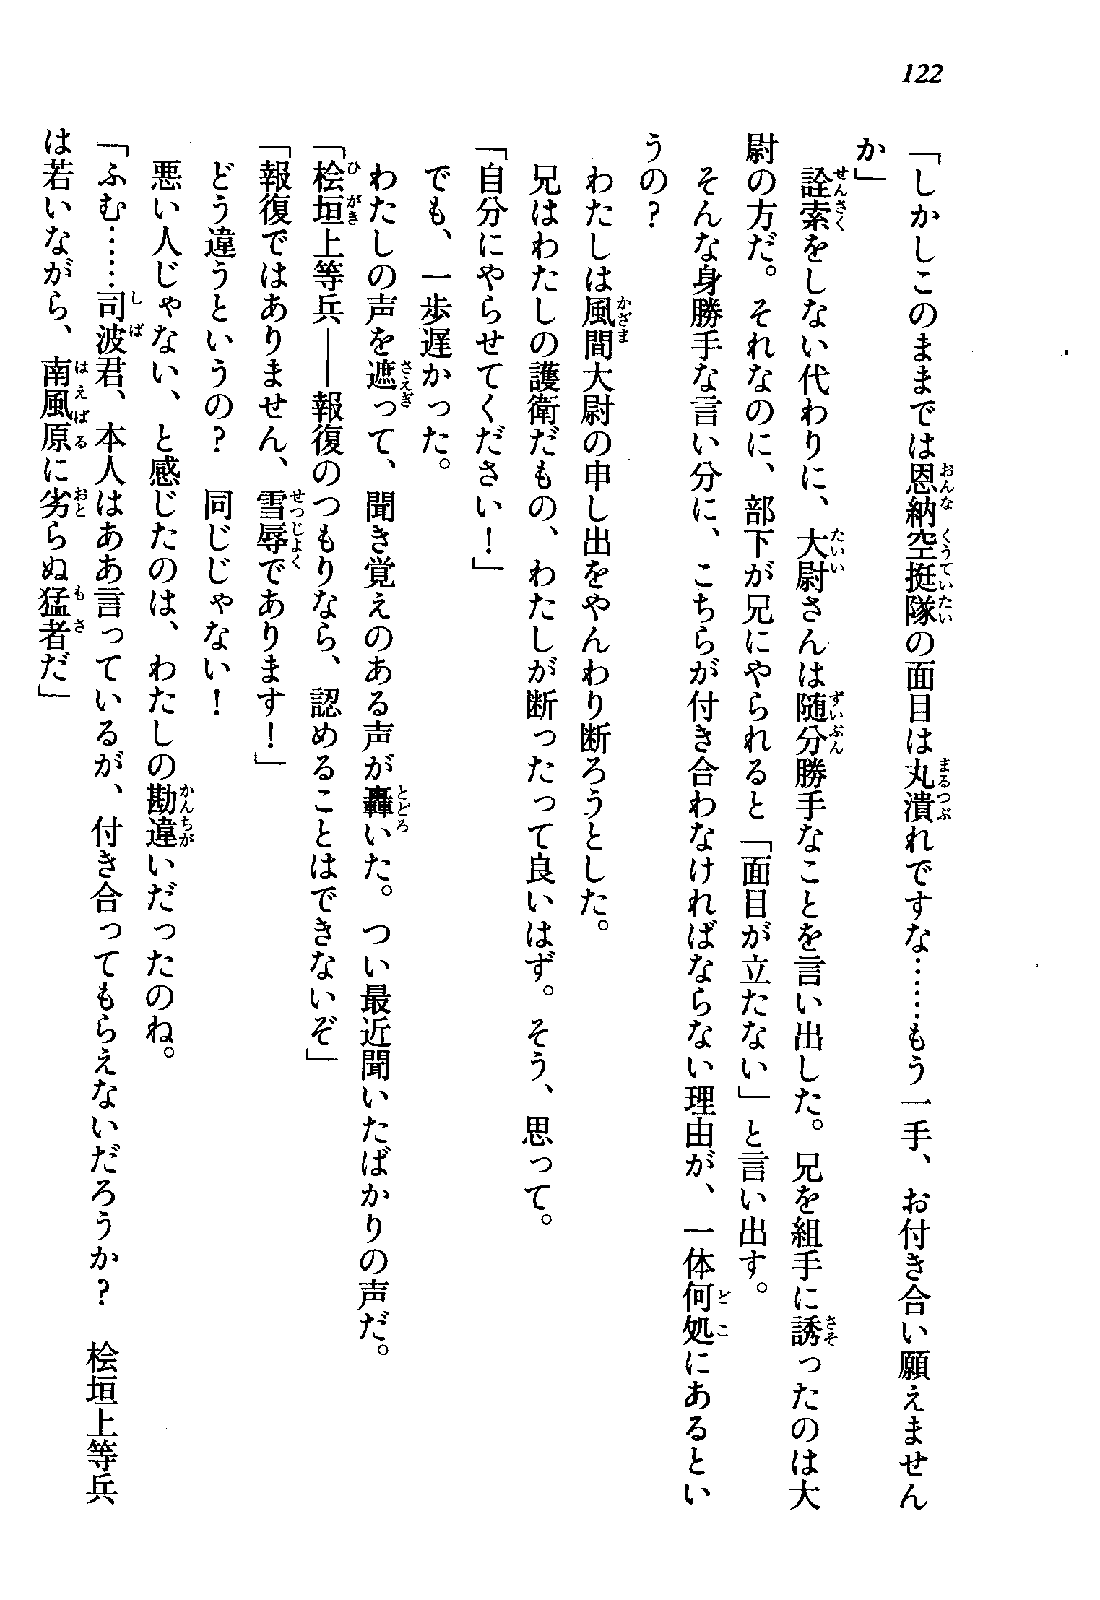 122
「しかしこのままでは恩納空挺隊の面目は丸潰れですな……もう一手、お付き合い願えません
か」
詮索をしない代わりに、大尉さんは随分勝手なことを言い出した。兄を組手に誘ったのは大
尉の方だ。それなのに、部下が兄にやられると「面目が立たない」と言い出す。
そんな身勝手な言い分に、こちらが付き合わなければならない理由が、一体何処にあるとい
うの？
わたしは風間大尉の申し出をやんわり断ろうとした。
兄はわたしの護衛だもの、わたしが断ったって良いはず。そう、思って。
「自分にやらせてください！」
でも、一歩遅かった。
わたしの声を遮って、聞き覚えのある声が轟いた。つい最近聞いたばかりの声だ。
「桧垣上等兵――報復のつもりなら、認めることはできないぞ」
「報復ではありません、雪辱であります！」
どう違うというの？　同じじゃない！
悪い人じゃない、と感じたのは、わたしの勘違いだったのね。
「ふむ……司波君、本人はああ言っているが、付き合ってもらえないだろうか？　桧垣上等兵
は若いながら、南風原に劣らぬ猛者だ」